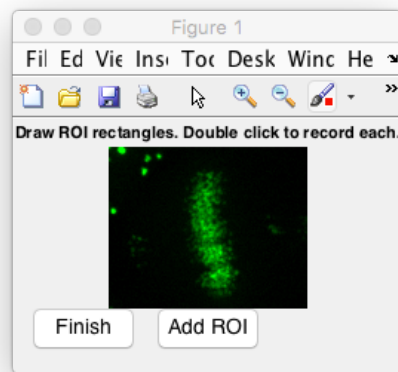 Figure 1
Fil Ed Vie Ins Toc Desk Winc He
Draw ROI rectangles. Double click to record each.
Finish Add ROI